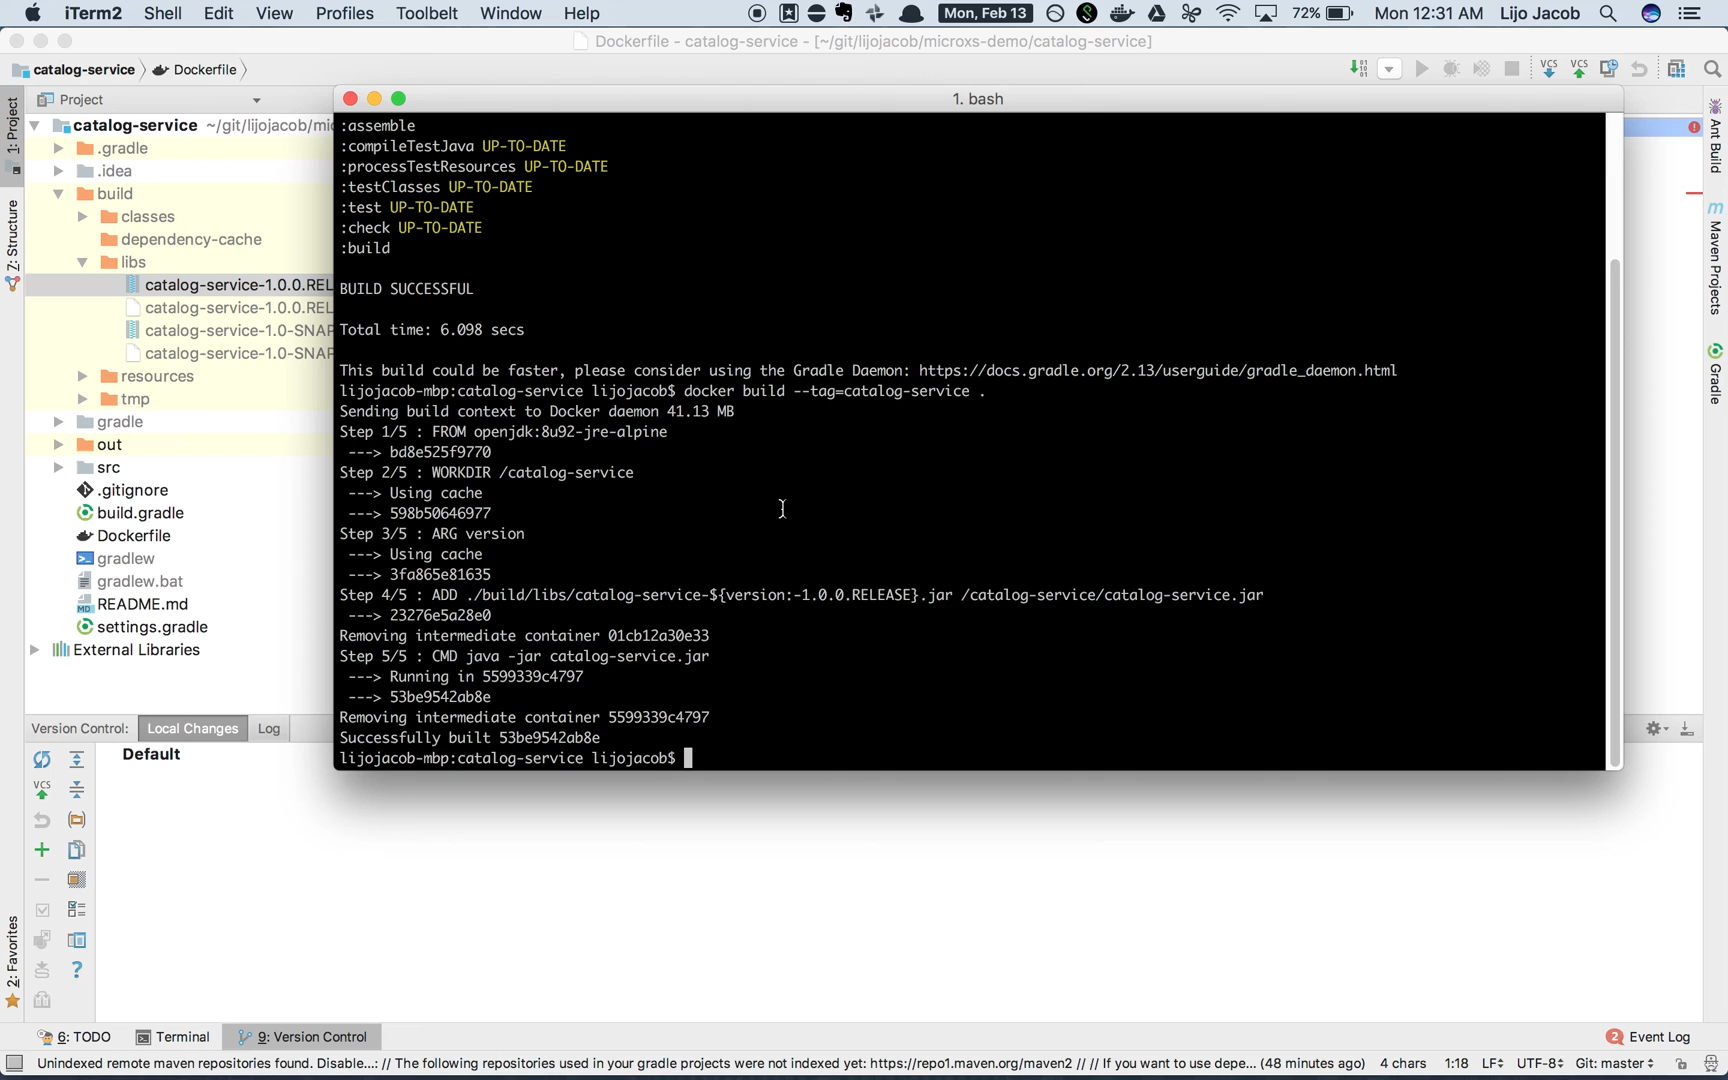 iTerm2 Shell Edit View Profiles Toolbelt Window Help Mon, Feb 13 72% Mon 12:31 AM Lijo Jacob
Dockerfile - catalog-service - [~/git/lijojacob/microxs-demo/catalog-service]
catalog-service Dockerfile
Project
1. bash
1: Project
Z: Structure
2: Favorites
catalog-service ~/git/lijojacob/mi
.gradle
.idea
build
classes
dependency-cache
libs
catalog-service-1.0.0.REL
catalog-service-1.0.0.REL
catalog-service-1.0-SNAP
catalog-service-1.0-SNAP
resources
tmp
gradle
out
src
.gitignore
build.gradle
Dockerfile
gradlew
gradlew.bat
README.md
settings.gradle
External Libraries
:assemble
:compileTestJava UP-TO-DATE
:processTestResources UP-TO-DATE
:testClasses UP-TO-DATE
:test UP-TO-DATE
:check UP-TO-DATE
:build
BUILD SUCCESSFUL
Total time: 6.098 secs
This build could be faster, please consider using the Gradle Daemon: https://docs.gradle.org/2.13/userguide/gradle_daemon.html
lijojacob-mbp:catalog-service lijojacob$ docker build --tag=catalog-service .
Sending build context to Docker daemon 41.13 MB
Step 1/5 : FROM openjdk:8u92-jre-alpine
---> bd8e525f9770
Step 2/5 : WORKDIR /catalog-service
---> Using cache
---> 598b50646977
Step 3/5 : ARG version
---> Using cache
---> 3fa865e81635
Step 4/5 : ADD ./build/libs/catalog-service-${version:-1.0.0.RELEASE}.jar /catalog-service/catalog-service.jar
---> 23276e5a28e0
Removing intermediate container 01cb12a30e33
Step 5/5 : CMD java -jar catalog-service.jar
---> Running in 5599339c4797
---> 53be9542ab8e
Removing intermediate container 5599339c4797
Successfully built 53be9542ab8e
lijojacob-mbp:catalog-service lijojacob$
Ant Build
Maven Projects
Gradle
Version Control: Local Changes Log
Default
6: TODO Terminal 9: Version Control 2 Event Log
Unindexed remote maven repositories found. Disable...: // The following repositories used in your gradle projects were not indexed yet: https://repo1.maven.org/maven2 // // If you want to use depe... (48 minutes ago) 4 chars 1:18 LF UTF-8 Git: master